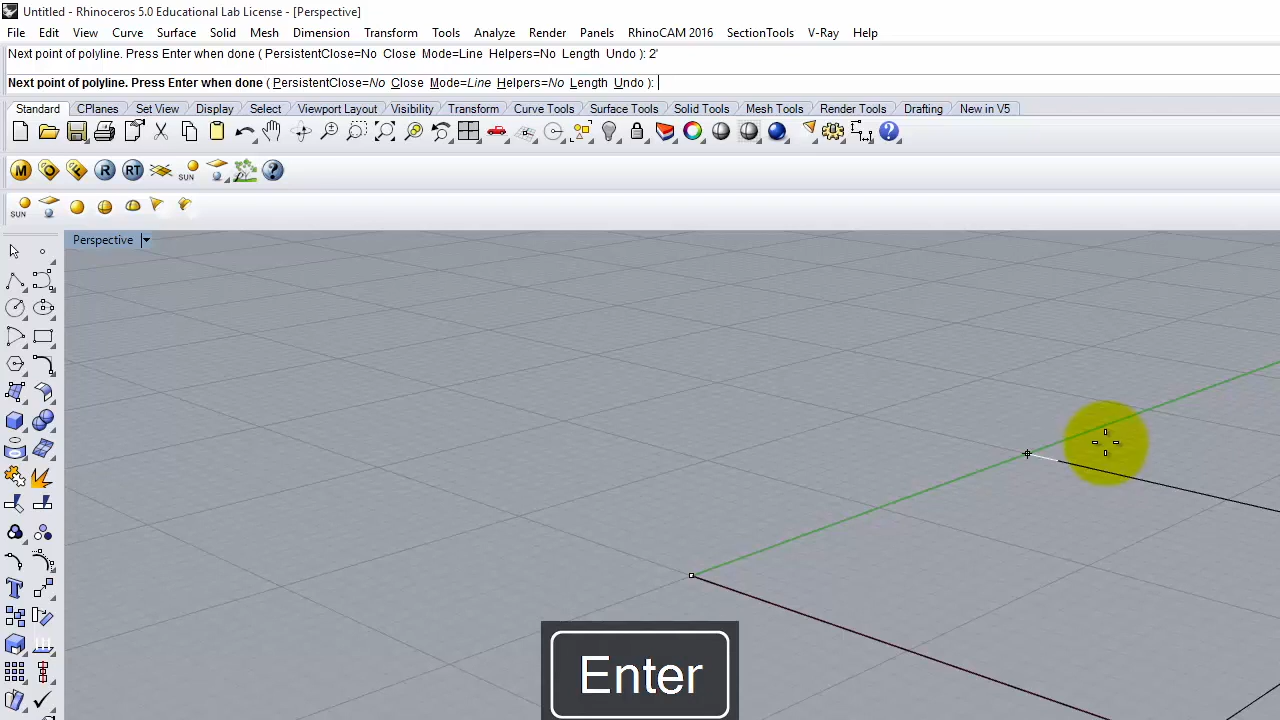 Untitled - Rhinoceros 5.0 Educational Lab License - [Perspective]
File Edit View Curve Surface Solid Mesh Dimension Transform Tools Analyze Render Panels RhinoCAM 2016 SectionTools V-Ray Help
Next point of polyline. Press Enter when done ( PersistentClose=No Close Mode=Line Helpers=No Length Undo ): 2'
Next point of polyline. Press Enter when done ( PersistentClose=No Close Mode=Line Helpers=No Length Undo ):
Standard CPlanes Set View Display Select Viewport Layout Visibility Transform Curve Tools Surface Tools Solid Tools Mesh Tools Render Tools Drafting New in V5
M O F R RT SUN
SUN
Perspective
Enter